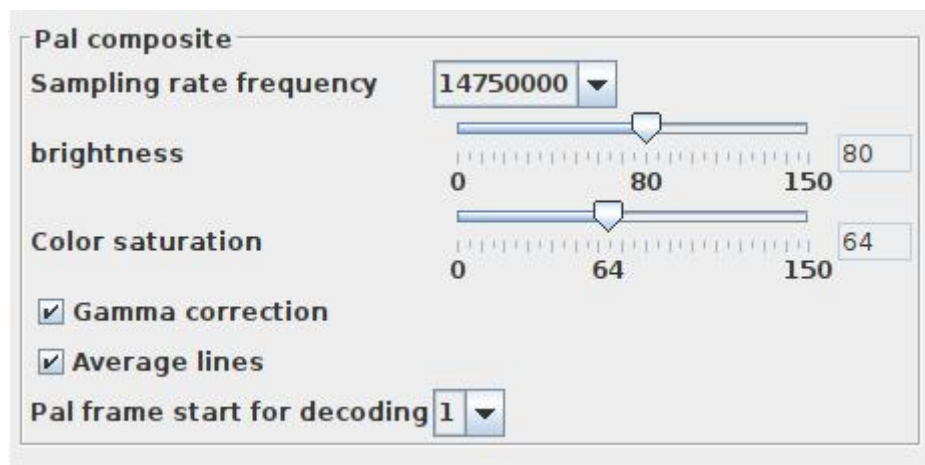 Pal composite
Sampling rate frequency 14750000
brightness 80
0 80 150
Color saturation 64
0 64 150
Gamma correction
Average lines
Pal frame start for decoding 1